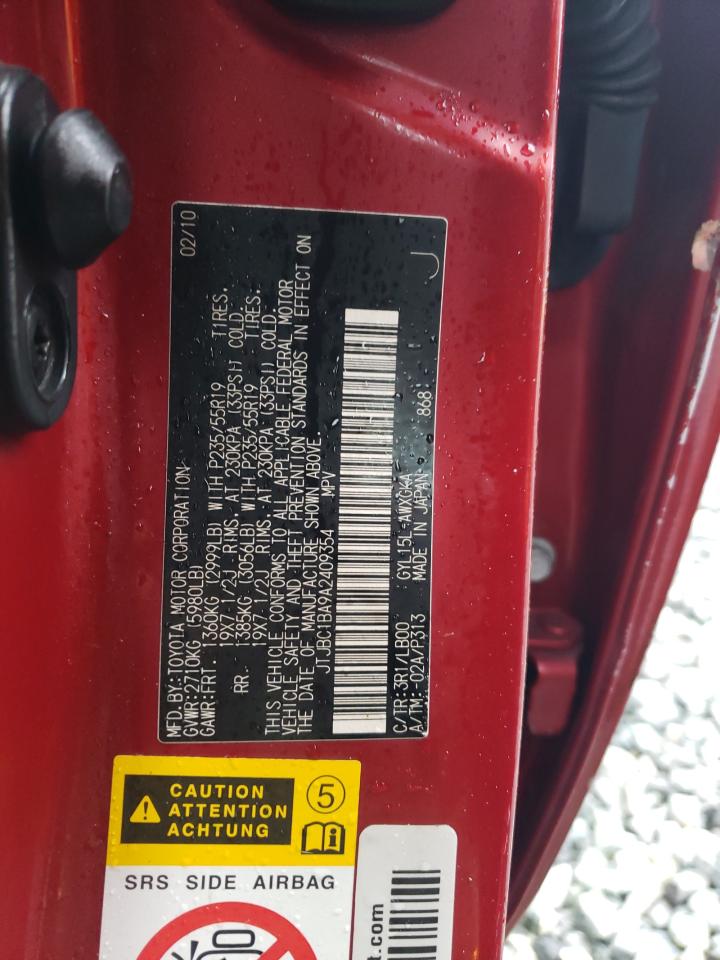 MFD.BY:TOYOTA MOTOR CORPORATION 02/10
GVWR:2710KG (5980LB)
GAWR:FRT. 1360KG (2999LB) WITH P235/55R19 TIRES.
19X7-1/2J RIMS. AT 230KPA (33PSI) COLD.
RR. 1385KG (3056LB) WITH P235/55R19 TIRES.
19X7-1/2J RIMS. AT 230KPA (33PSI) COLD.
THIS VEHICLE CONFORMS TO ALL APPLICABLE FEDERAL MOTOR
VEHICLE SAFETY AND THEFT PREVENTION STANDARDS IN EFFECT ON
THE DATE OF MANUFACTURE SHOWN ABOVE.
JTJBC1BA9A2409354 MPV
C/TR:3R1/LB00 GYL15L-AWXGKA
A/TM:-02A/P313 MADE IN JAPAN 868
J
CAUTION
ATTENTION
ACHTUNG
5
SRS SIDE AIRBAG
t.com